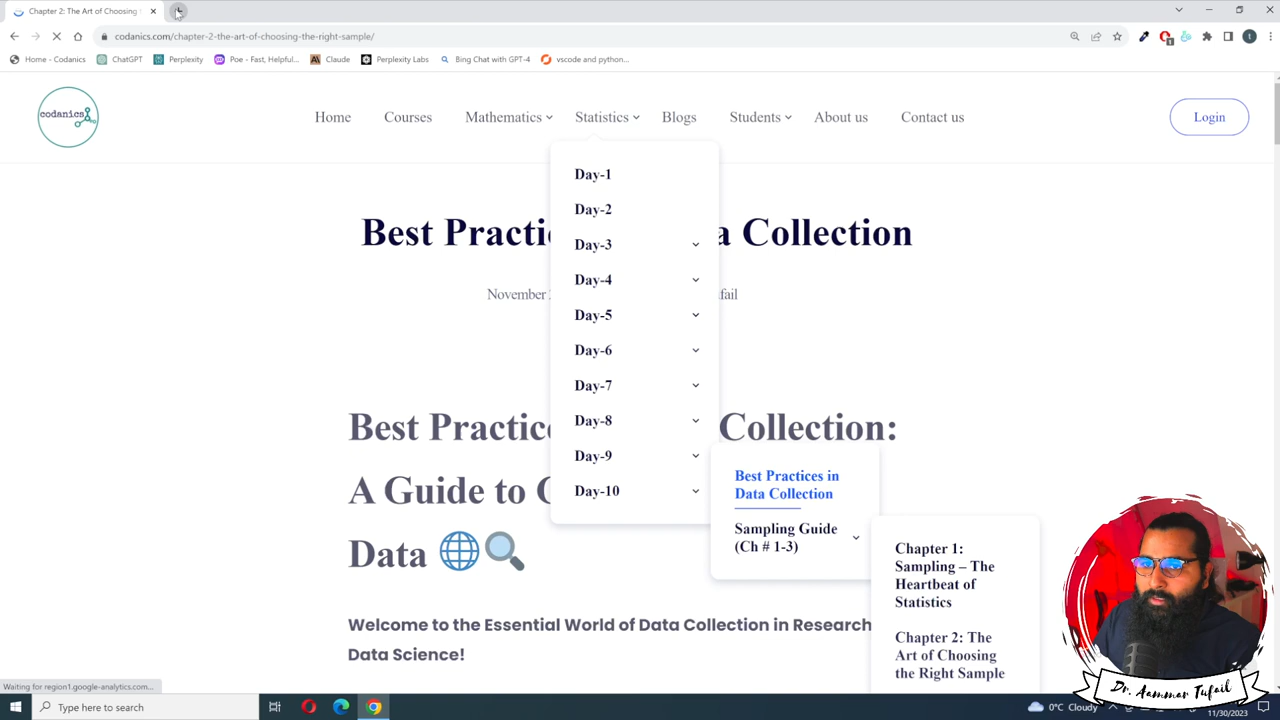 Chapter 2: The Art of Choosing t
codanics.com/chapter-2-the-art-of-choosing-the-right-sample/
Home - Codanics
ChatGPT
Perplexity
Poe - Fast, Helpful...
Claude
Perplexity Labs
Bing Chat with GPT-4
vscode and python...
codanics
Home
Courses
Mathematics
Statistics
Blogs
Students
About us
Contact us
Login
Day-1
Day-2
Day-3
Day-4
Day-5
Day-6
Day-7
Day-8
Day-9
Day-10
Best Practi
a Collection
November
fail
Best Practic
Collection:
A Guide to
Data
Best Practices in
Data Collection
Sampling Guide
(Ch # 1-3)
Chapter 1:
Sampling – The
Heartbeat of
Statistics
Chapter 2: The
Art of Choosing
the Right Sample
Welcome to the Essential World of Data Collection in Research
Data Science!
Waiting for region1.google-analytics.com...
Dr. Aammar Tufail
Type here to search
0°C Cloudy
11/30/2023